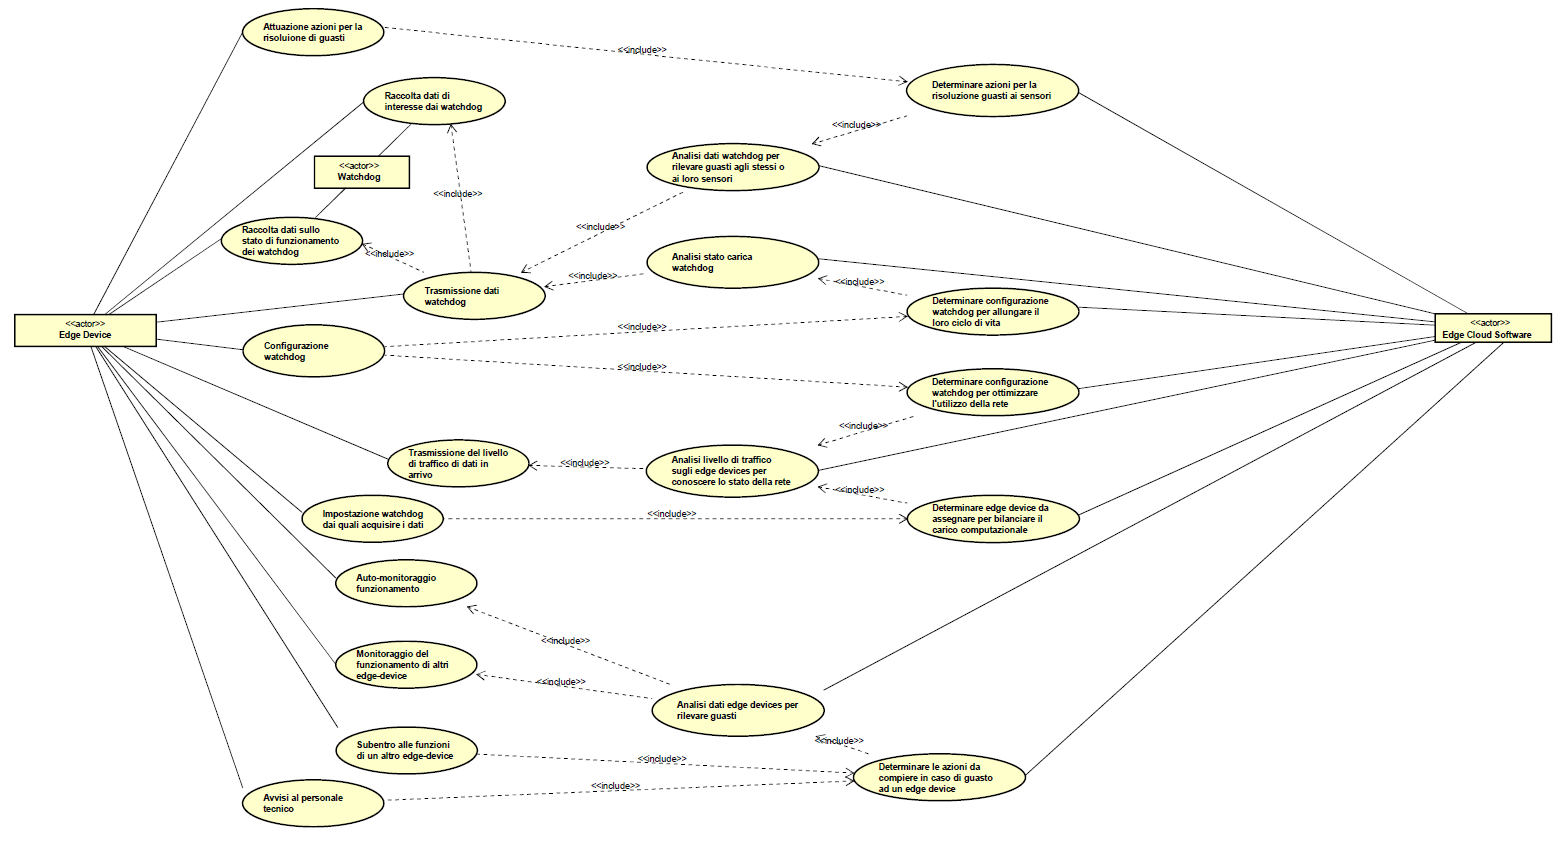 Attuazione azioni per la
risoluione di guasti
<<include>>
Determinare azioni per la
risoluzione guasti ai sensori
Raccolta dati di
interesse dai watchdog
<<include>>
<<actor>>
Watchdog
Analisi dati watchdog per
rilevare guasti agli stessi o
ai loro sensori
<<include>>
<<include>>
Raccolta dati sullo
stato di funzionamento
dei watchdog
<<include>>
Analisi stato carica
watchdog
<<include>>
<<include>>
Trasmissione dati
watchdog
Determinare configurazione
watchdog per allungare il
loro ciclo di vita
<<actor>>
Edge Device
<<actor>>
Edge Cloud Software
<<include>>
Configurazione
watchdog
<<include>>
Determinare configurazione
watchdog per ottimizzare
l'utilizzo della rete
<<include>>
Trasmissione del livello
di traffico di dati in
arrivo
<<include>>
Analisi livello di traffico
sugli edge devices per
conoscere lo stato della rete
<<include>>
Impostazione watchdog
dai quali acquisire i dati
<<include>>
Determinare edge device da
assegnare per bilanciare il
carico computazionale
Auto-monitoraggio
funzionamento
<<include>>
Monitoraggio del
funzionamento di altri
edge-device
<<include>>
Analisi dati edge devices per
rilevare guasti
<<include>>
Subentro alle funzioni
di un altro edge-device
<<include>>
Determinare le azioni da
compiere in caso di guasto
ad un edge device
<<include>>
Avvisi al personale
tecnico